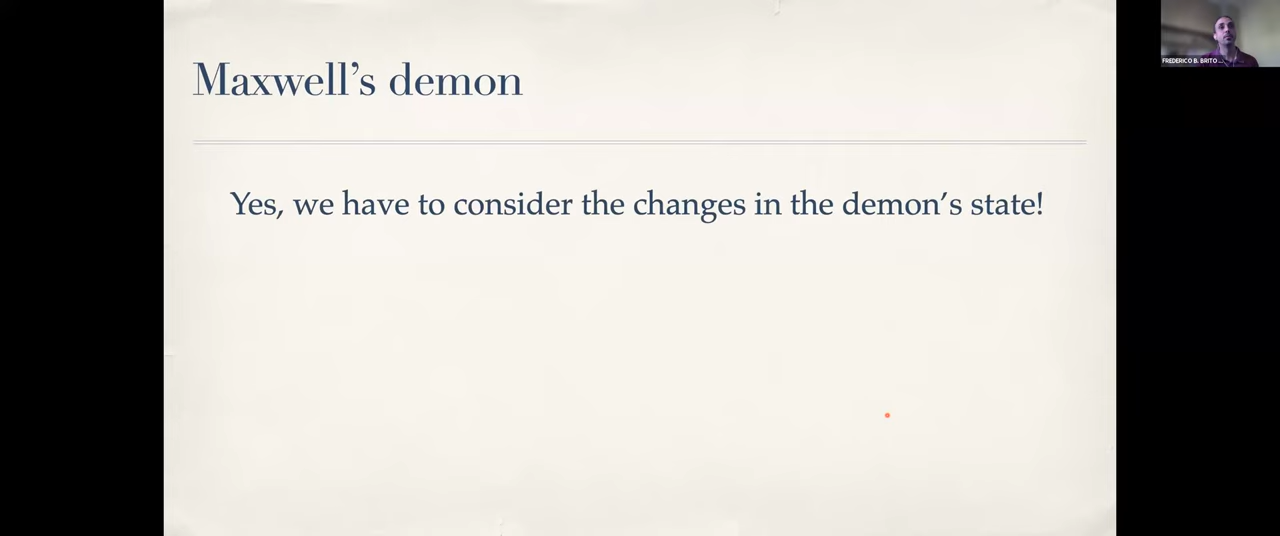 Maxwell’s demon
FREDERICO B. BRITO ...
Yes, we have to consider the changes in the demon’s state!